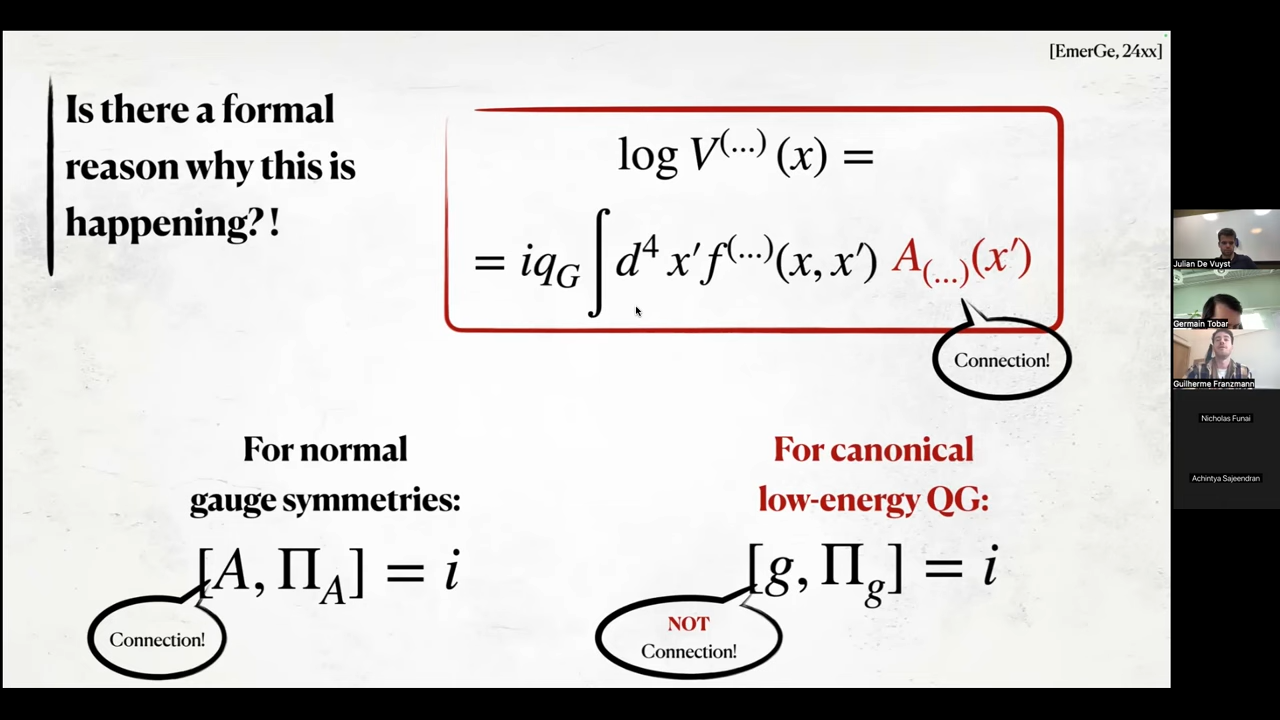 [EmerGe, 24xx]
Is there a formal
reason why this is
happening?!
log V^{(...)} (x) =
= iq_G ∫ d⁴ x′f^{(...)}(x, x′) A_{(...)}(x′)
Connection!
For normal
gauge symmetries:
[A, Π_A] = i
Connection!
For canonical
low-energy QG:
[g, Π_g] = i
NOT
Connection!
Julian De Vuyst
Germain Tobar
Guilherme Franzmann
Nicholas Funai
Achintya Sajeendran